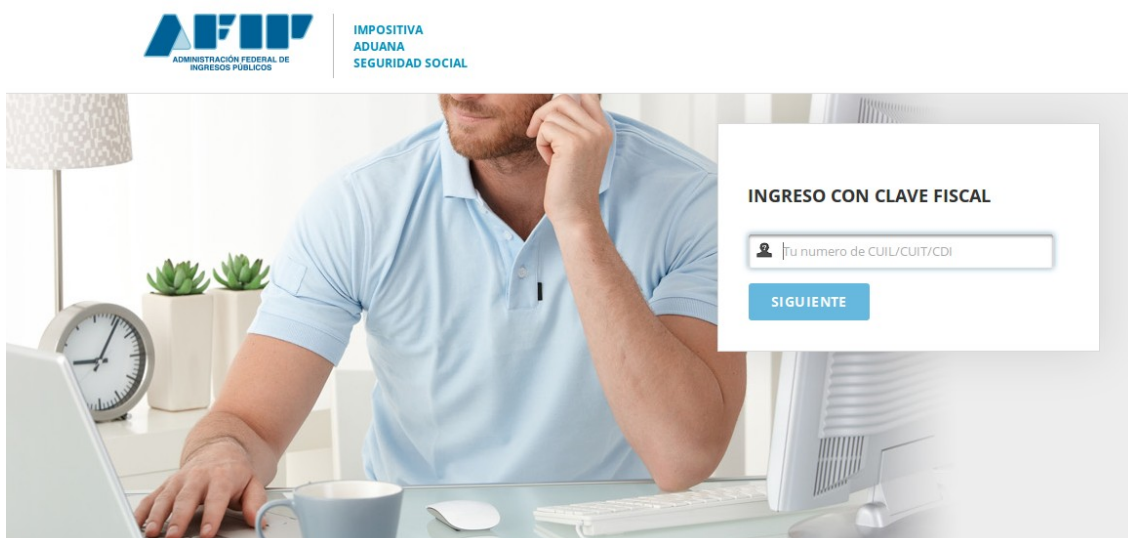 AFIP
ADMINISTRACIÓN FEDERAL DE
INGRESOS PÚBLICOS
IMPOSITIVA
ADUANA
SEGURIDAD SOCIAL
INGRESO CON CLAVE FISCAL
Tu numero de CUIL/CUIT/CDI
SIGUIENTE